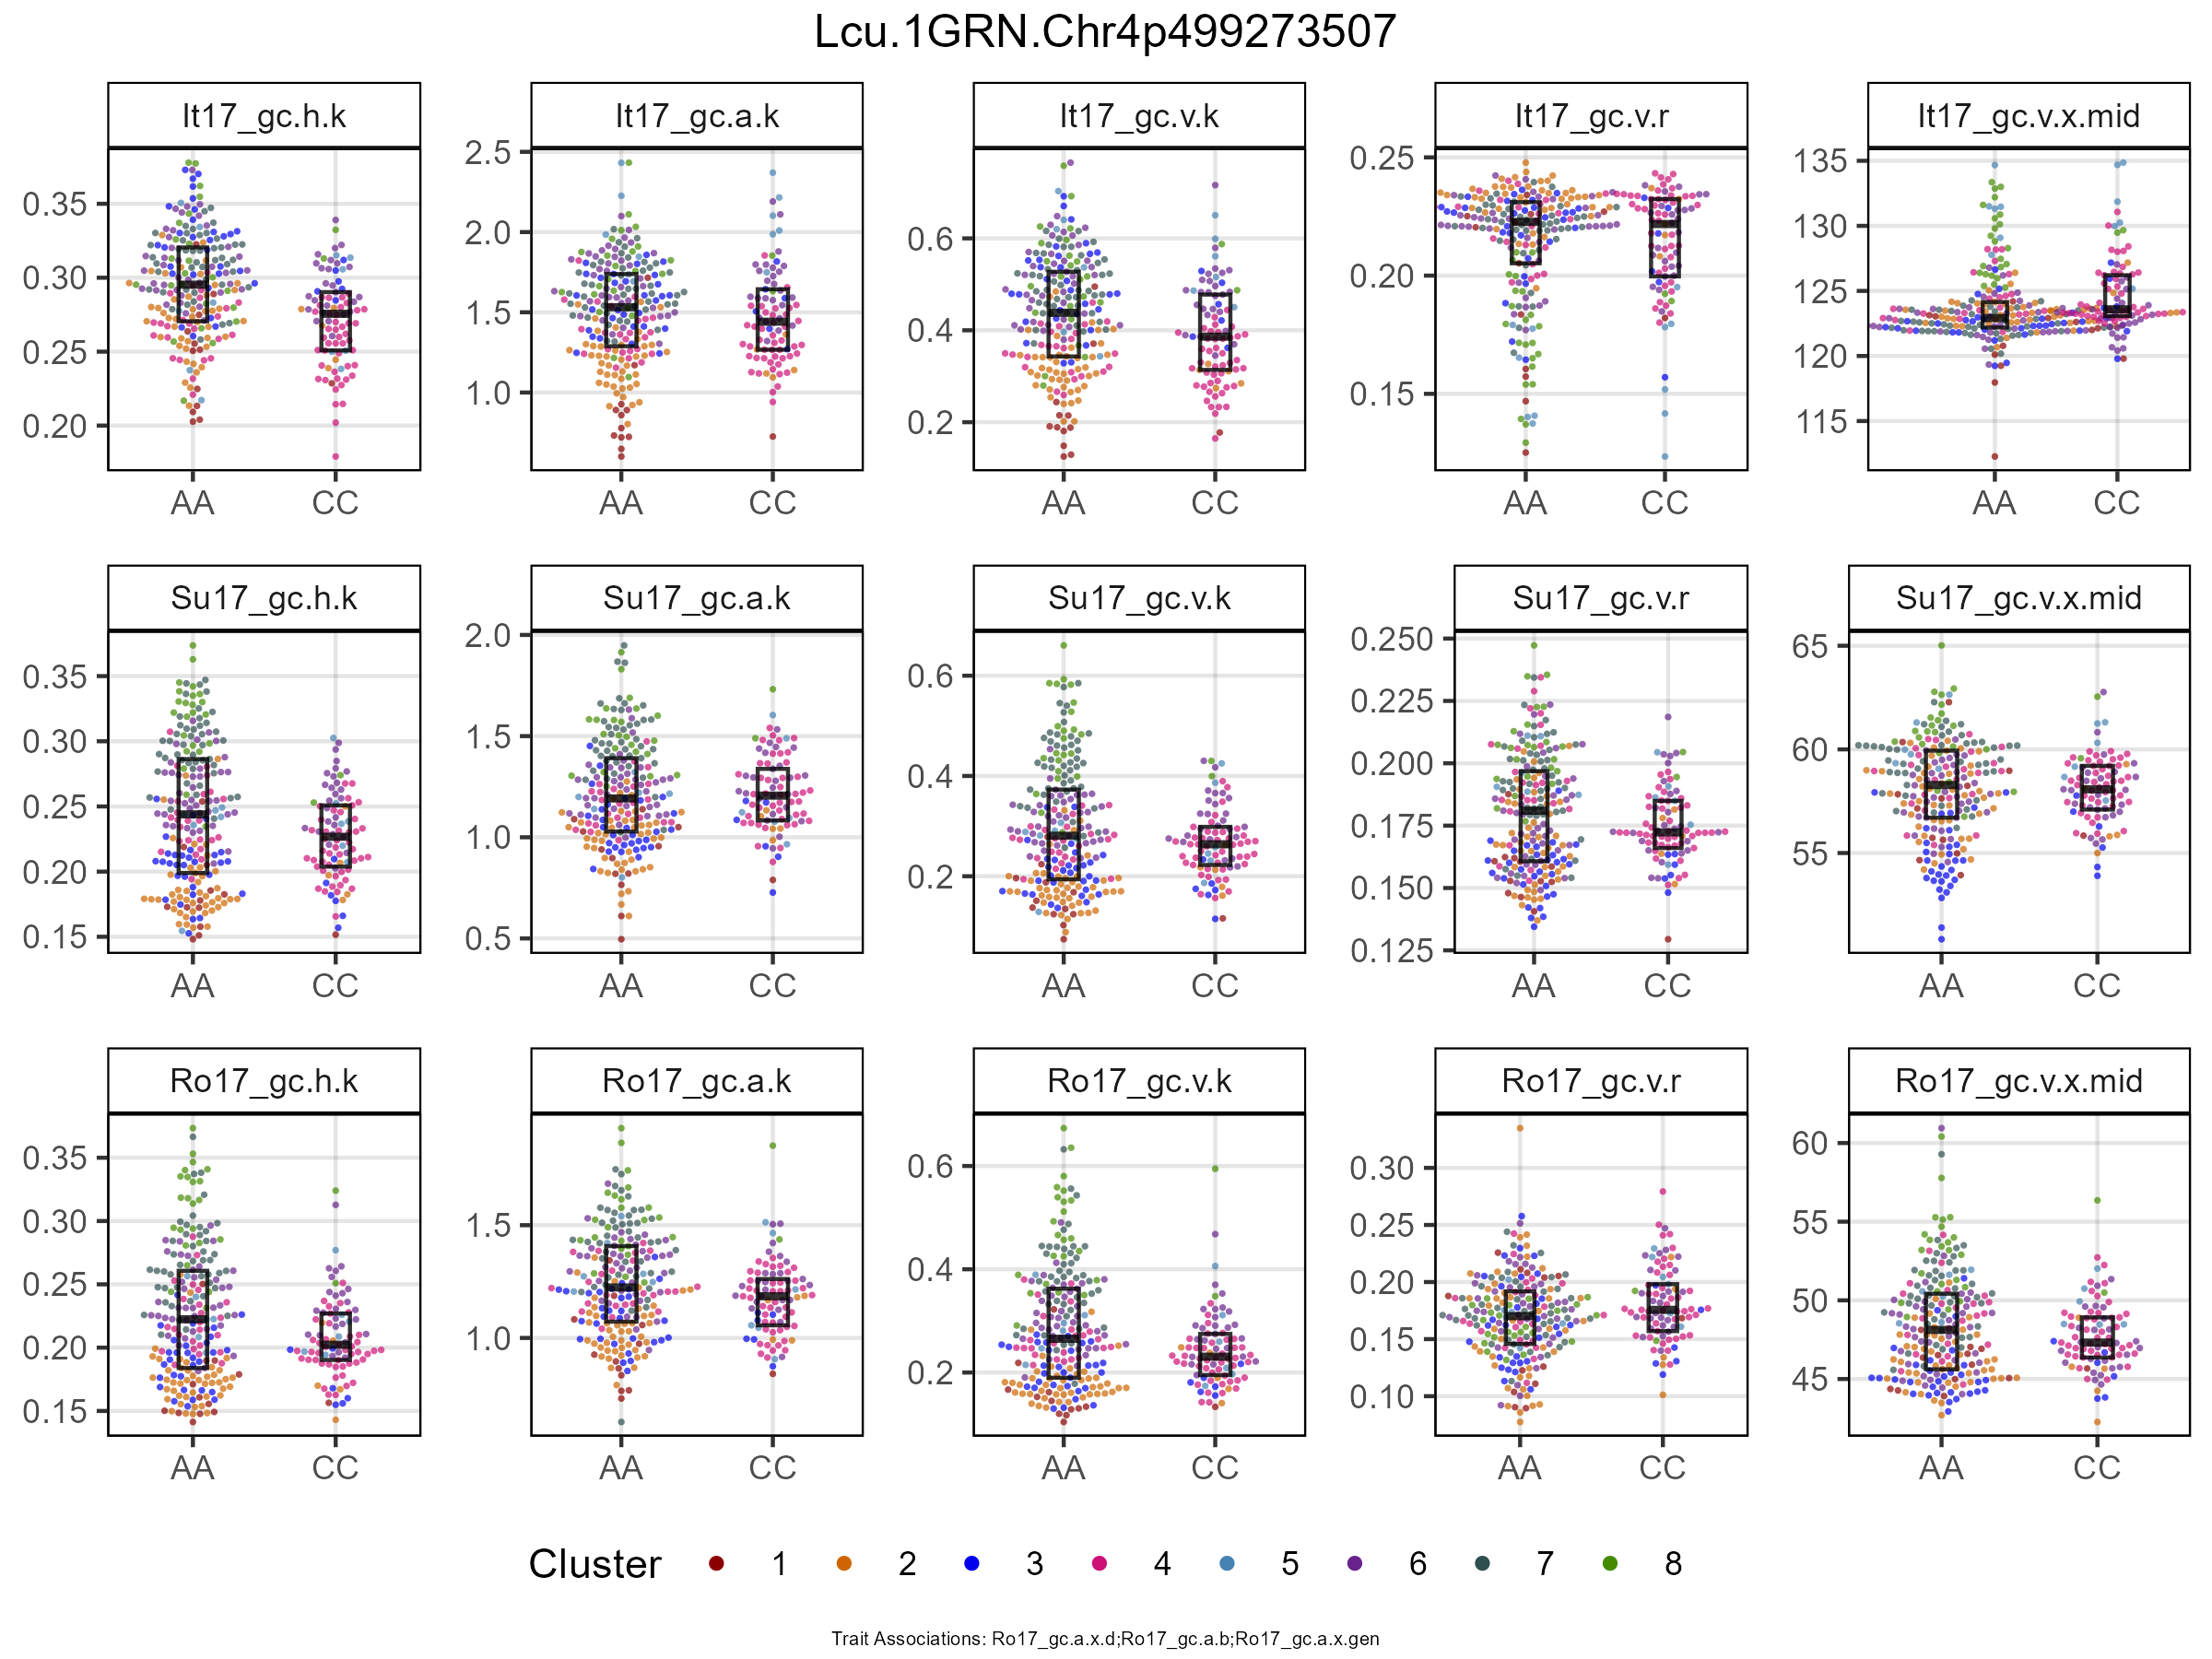 Lcu.1GRN.Chr4p499273507
It17_gc.h.k It17_gc.a.k It17_gc.v.k It17_gc.v.r It17_gc.v.x.mid
0.35 0.30 0.25 0.20
2.5 2.0 1.5 1.0
0.6 0.4 0.2
0.25 0.20 0.15
135 130 125 120 115
AA CC AA CC AA CC AA CC AA CC
Su17_gc.h.k Su17_gc.a.k Su17_gc.v.k Su17_gc.v.r Su17_gc.v.x.mid
0.35 0.30 0.25 0.20 0.15
2.0 1.5 1.0 0.5
0.6 0.4 0.2
0.250 0.225 0.200 0.175 0.150 0.125
65 60 55
AA CC AA CC AA CC AA CC AA CC
Ro17_gc.h.k Ro17_gc.a.k Ro17_gc.v.k Ro17_gc.v.r Ro17_gc.v.x.mid
0.35 0.30 0.25 0.20 0.15
1.5 1.0
0.6 0.4 0.2
0.30 0.25 0.20 0.15 0.10
60 55 50 45
AA CC AA CC AA CC AA CC AA CC
Cluster 1 2 3 4 5 6 7 8
Trait Associations: Ro17_gc.a.x.d;Ro17_gc.a.b;Ro17_gc.a.x.gen